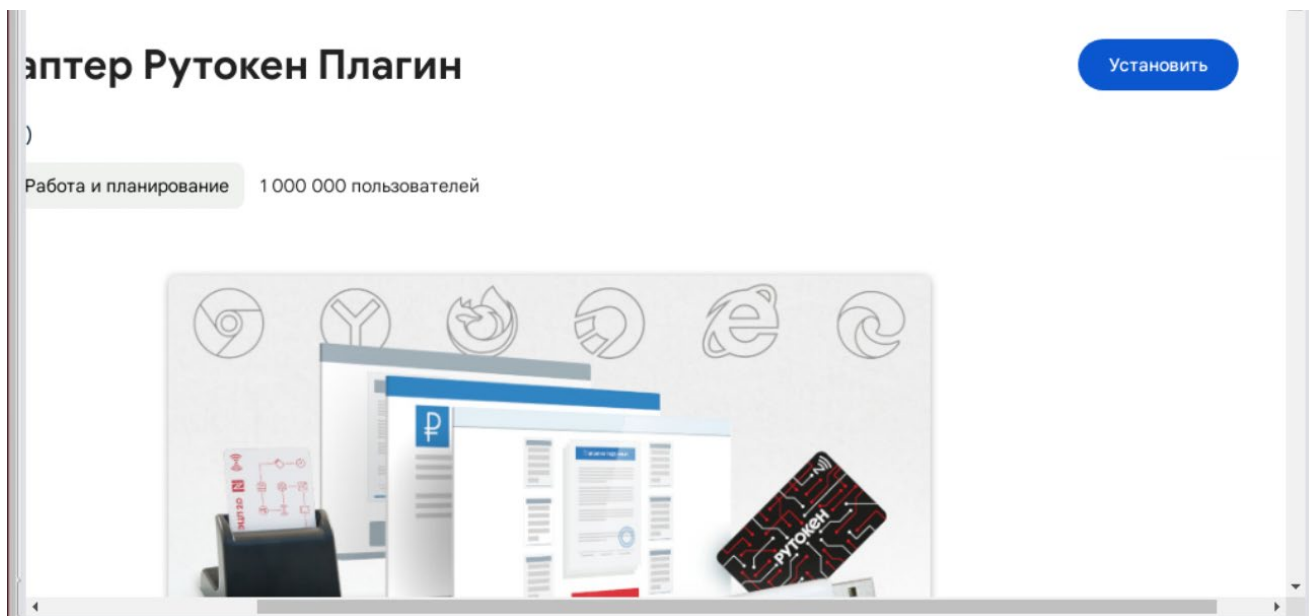 аптер Рутокен Плагин
Установить
)
Работа и планирование
1 000 000 пользователей
₽
РУТОКЕН